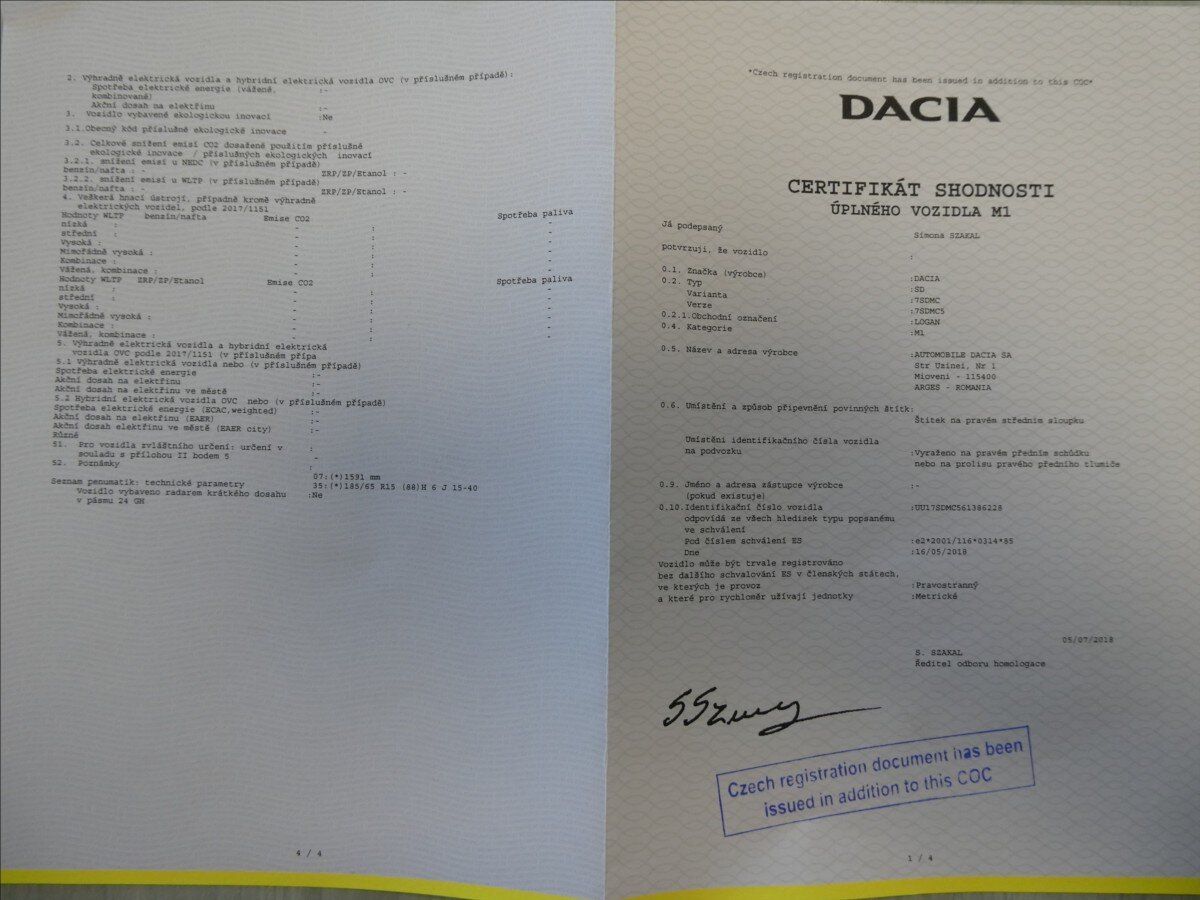 2. Výhradně elektrická vozidla a hybridní elektrická vozidla OVC (v příslušném případě):
Spotřeba elektrické energie (vážené, :-
kombinované)
Akční dosah na elektřinu :-
3. Vozidlo vybavené ekologickou inovací :Ne
3.1.Obecný kód příslušné ekologické inovace -
3.2. Celkové snížení emisí CO2 dosažené použitím příslušné
ekologické inovace / příslušných ekologických inovací
3.2.1. snížení emisí u NEDC (v příslušném případě)
benzín/nafta : - ZRP/ZP/Etanol : -
3.2.2. snížení emisí u WLTP (v příslušném případě)
benzín/nafta : - ZRP/ZP/Etanol : -
4. Veškerá hnací ústrojí, případně kromě výhradně
elektrických vozidel, podle 2017/1151
Hodnoty WLTP benzín/nafta Emise CO2 Spotřeba paliva
nízká : - : -
střední : - : -
Vysoká : - : -
Mimořádně vysoká : - : -
Kombinace : - : -
Vážená, kombinace : - : -
Hodnoty WLTP ZRP/ZP/Etanol Emise CO2 Spotřeba paliva
nízká : - : -
střední : - : -
Vysoká : - : -
Mimořádně vysoká : - : -
Kombinace : - : -
Vážená, kombinace : - : -
5. Výhradně elektrická vozidla a hybridní elektrická
vozidla OVC podle 2017/1151 (v příslušném přípa
5.1 Výhradně elektrická vozidla nebo (v příslušném případě)
Spotřeba elektrické energie :-
Akční dosah na elektřinu :-
Akční dosah na elektřinu ve městě :-
5.2 Hybridní elektrická vozidla OVC nebo (v příslušném případě)
Spotřeba elektrické energie (ECAC,weighted) :-
Akční dosah na elektřinu (EAER) :-
Akční dosah elektřinu ve městě (EAER city) :-
Různé
51. Pro vozidla zvláštního určení: určení v :
souladu s přílohou II bodem 5 -
52. Poznámky :
07:(*)1591 mm
Seznam penumatik: technické parametry 35:(*)185/65 R15 (88)H 6 J 15-40
Vozidlo vybaveno radarem krátkého dosahu :Ne
v pásmu 24 GH
4 / 4
*Czech registration document has been issued in addition to this COC*
DACIA
CERTIFIKÁT SHODNOSTI
ÚPLNÉHO VOZIDLA M1
Já podepsaný Simona SZAKAL
potvrzuji, že vozidlo :
0.1. Značka (výrobce) :DACIA
0.2. Typ :SD
Varianta :7SDMC
Verze :7SDMC5
0.2.1.Obchodní označení :LOGAN
0.4. Kategorie :M1
0.5. Název a adresa výrobce :AUTOMOBILE DACIA SA
Str Uzinei, Nr 1
Mioveni - 115400
ARGES - ROMANIA
0.6. Umístění a způsob připevnění povinných štítk:
Štítek na pravém středním sloupku
Umístění identifikačního čísla vozidla
na podvozku :Vyraženo na pravém předním schůdku
nebo na prolisu pravého předního tlumiče
0.9. Jméno a adresa zástupce výrobce :-
(pokud existuje)
0.10.Identifikační číslo vozidla :UU17SDMC561386228
odpovídá ze všech hledisek typu popsanému
ve schválení
Pod číslem schválení ES :e2*2001/116*0314*85
Dne :16/05/2018
Vozidlo může být trvale registrováno
bez dalšího schvalování ES v členských státech,
ve kterých je provoz :Pravostranný
a které pro rychloměr užívají jednotky :Metrické
05/07/2018
S. SZAKAL
Ředitel odboru homologace
Czech registration document has been
issued in addition to this COC
1 / 4